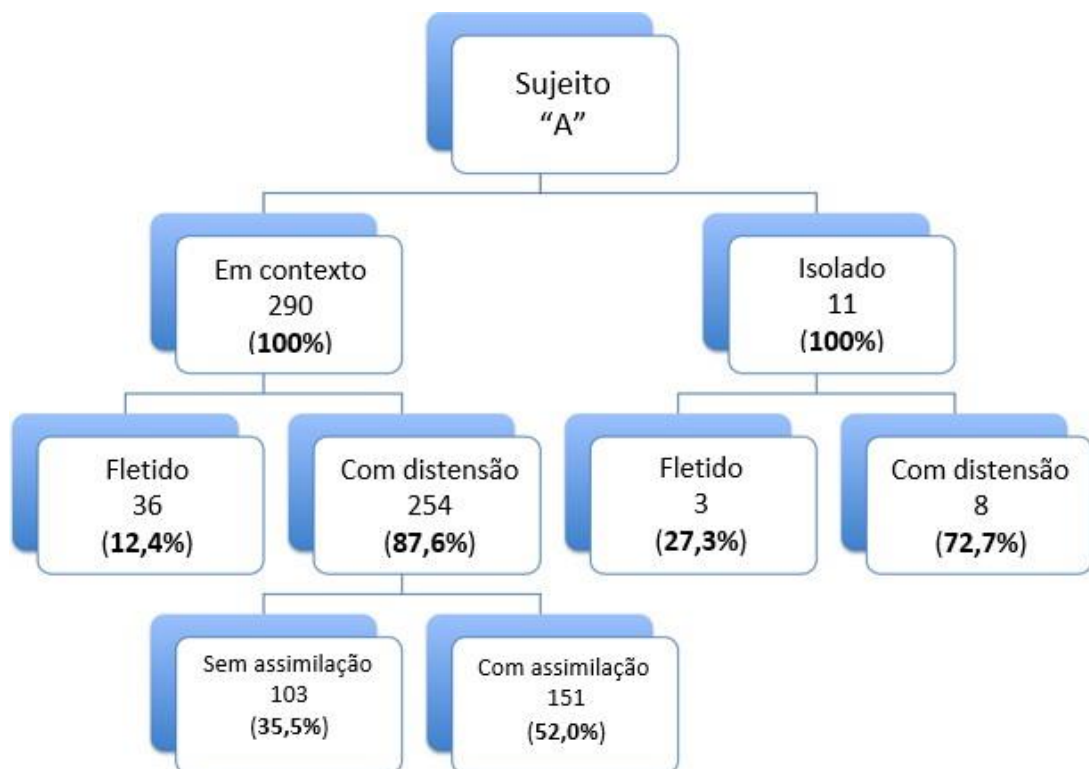 Sujeito
“A”
Em contexto
290
(100%)
Isolado
11
(100%)
Fletido
36
(12,4%)
Com distensão
254
(87,6%)
Fletido
3
(27,3%)
Com distensão
8
(72,7%)
Sem assimilação
103
(35,5%)
Com assimilação
151
(52,0%)